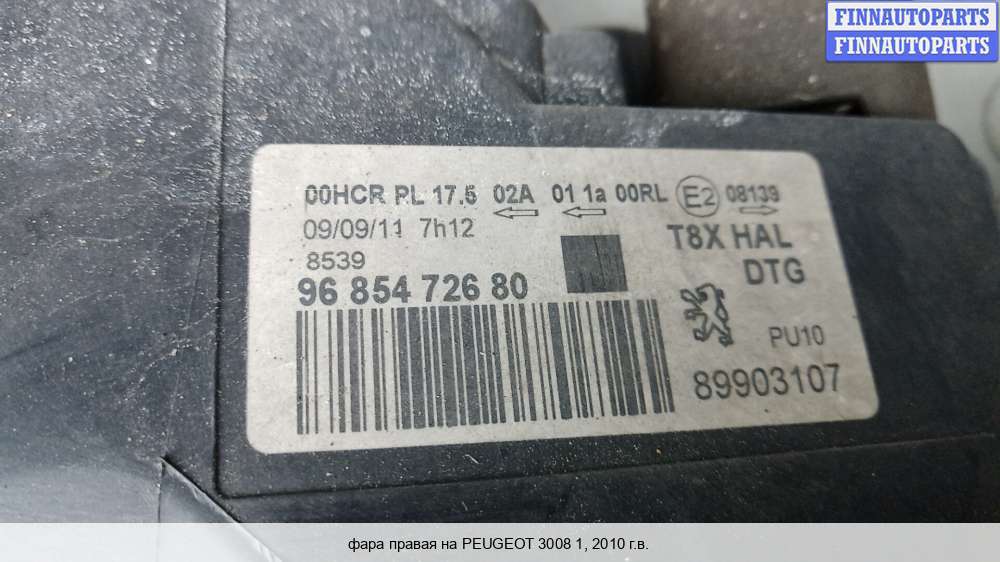 FINNAUTOPARTS
FINNAUTOPARTS
00HCR PL 17.5 02A 01 1a 00RL E2 08139
09/09/11 7h12
8539
T8X HAL
DTG
96 854 726 80
PU10
89903107
фара правая на PEUGEOT 3008 1, 2010 г.в.